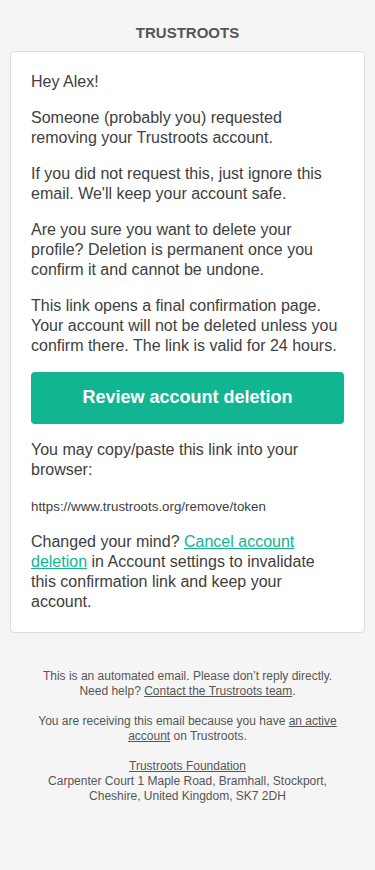 TRUSTROOTS
Hey Alex!
Someone (probably you) requested
removing your Trustroots account.
If you did not request this, just ignore this
email. We'll keep your account safe.
Are you sure you want to delete your
profile? Deletion is permanent once you
confirm it and cannot be undone.
This link opens a final confirmation page.
Your account will not be deleted unless you
confirm there. The link is valid for 24 hours.
Review account deletion
You may copy/paste this link into your
browser:
https://www.trustroots.org/remove/token
Changed your mind? Cancel account
deletion in Account settings to invalidate
this confirmation link and keep your
account.
This is an automated email. Please don’t reply directly.
Need help? Contact the Trustroots team.
You are receiving this email because you have an active
account on Trustroots.
Trustroots Foundation
Carpenter Court 1 Maple Road, Bramhall, Stockport,
Cheshire, United Kingdom, SK7 2DH